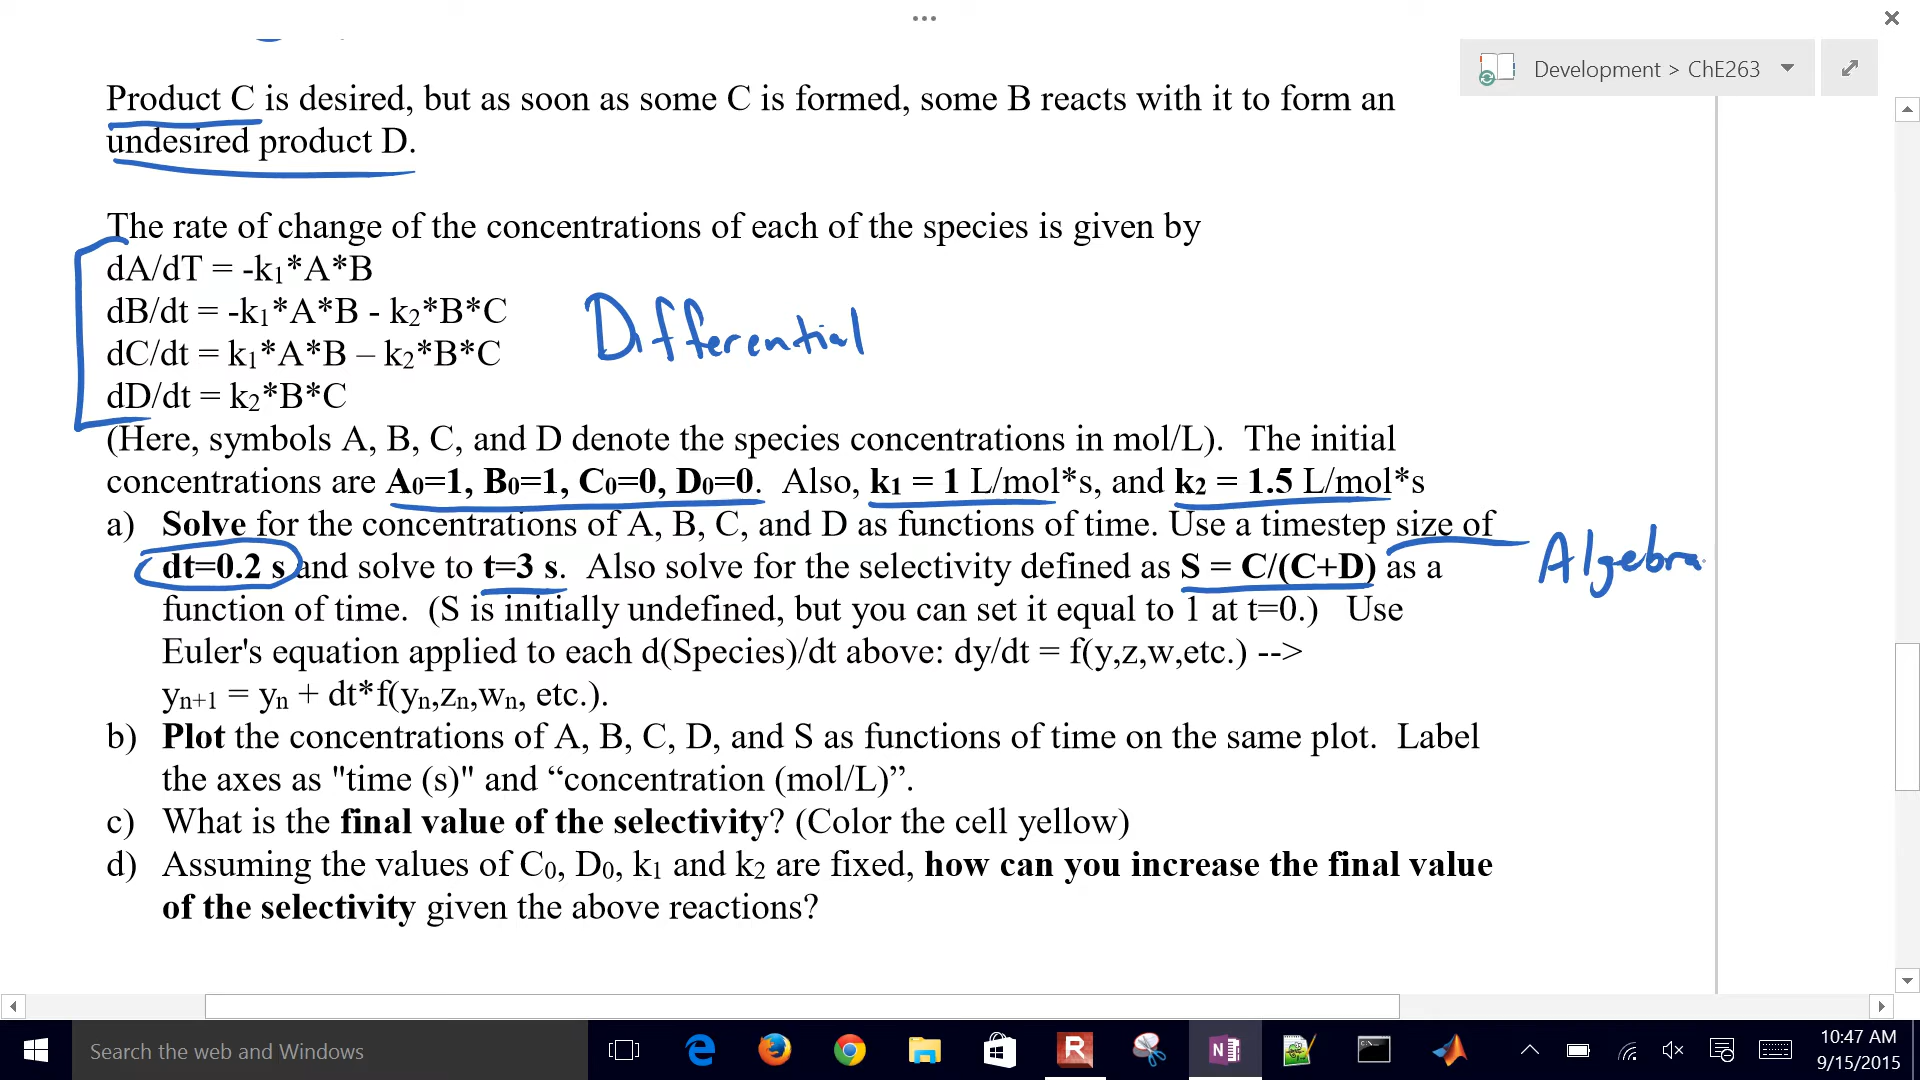 Development > ChE263
Product C is desired, but as soon as some C is formed, some B reacts with it to form an
undesired product D.
The rate of change of the concentrations of each of the species is given by
dA/dT = -k₁*A*B
dB/dt = -k₁*A*B - k₂*B*C
Differential
dC/dt = k₁*A*B – k₂*B*C
dD/dt = k₂*B*C
(Here, symbols A, B, C, and D denote the species concentrations in mol/L).  The initial
concentrations are A₀=1, B₀=1, C₀=0, D₀=0.  Also, k₁ = 1 L/mol*s, and k₂ = 1.5 L/mol*s
a) Solve for the concentrations of A, B, C, and D as functions of time. Use a timestep size of
dt=0.2 s and solve to t=3 s.  Also solve for the selectivity defined as S = C/(C+D) as a
Algebra
function of time.  (S is initially undefined, but you can set it equal to 1 at t=0.)   Use
Euler's equation applied to each d(Species)/dt above: dy/dt = f(y,z,w,etc.) -->
yₙ₊₁ = yₙ + dt*f(yₙ,zₙ,wₙ, etc.).
b) Plot the concentrations of A, B, C, D, and S as functions of time on the same plot.  Label
the axes as "time (s)" and “concentration (mol/L)”.
c) What is the final value of the selectivity? (Color the cell yellow)
d) Assuming the values of C₀, D₀, k₁ and k₂ are fixed, how can you increase the final value
of the selectivity given the above reactions?
Search the web and Windows
10:47 AM
9/15/2015